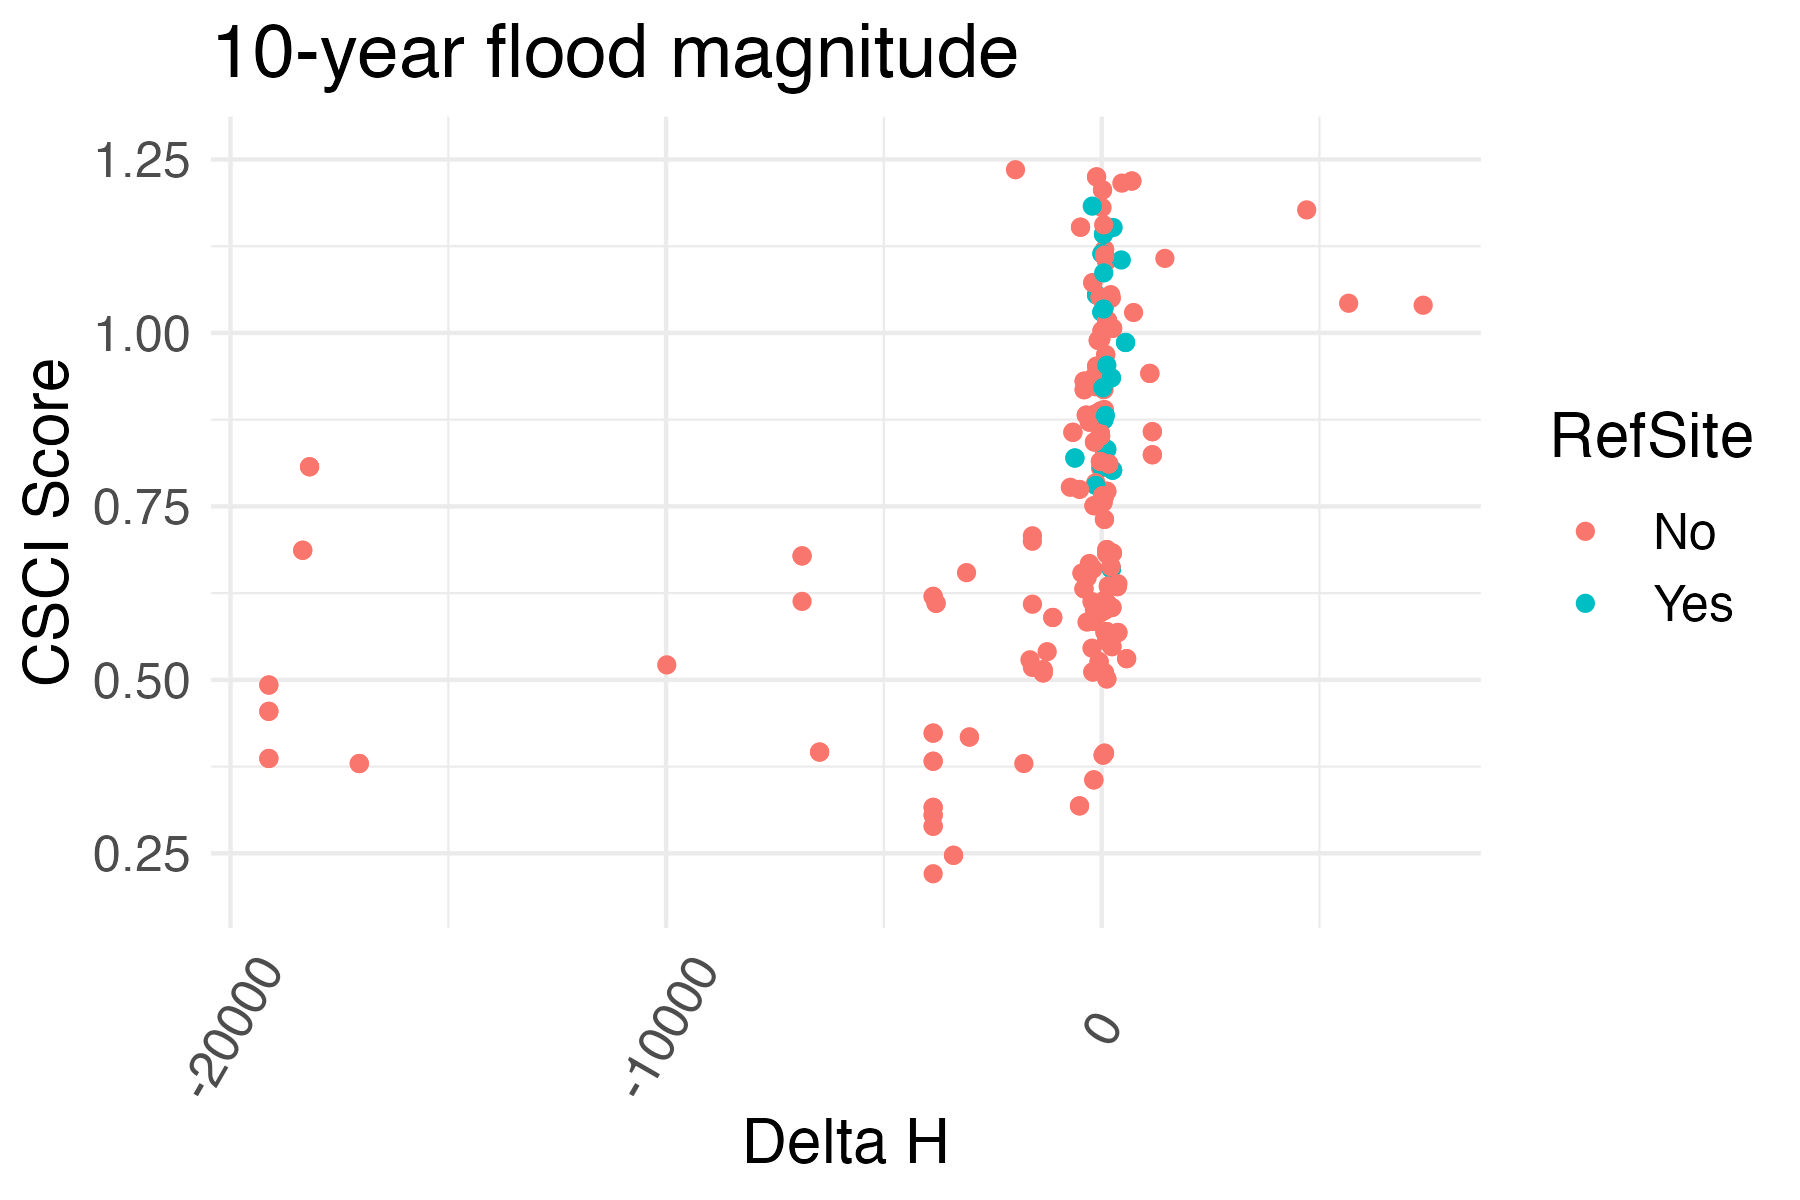 10-year flood magnitude
1.25
1.00
0.75
0.50
0.25
CSCI Score
-20000
-10000
0
Delta H
RefSite
No
Yes